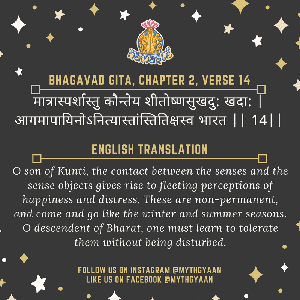 BHAGAVAD GITA, CHAPTER 2, VERSE 14
मात्रास्पर्शास्तु कौन्तेय शीतोष्णसुखदु: खदा: |
आगमापायिनोऽनित्यास्तांस्तितिक्षस्व भारत || 14||
ENGLISH TRANSLATION
O son of Kunti, the contact between the senses and the
sense objects gives rise to fleeting perceptions of
happiness and distress. These are non-permanent,
and come and go like the winter and summer seasons.
O descendent of Bharat, one must learn to tolerate
them without being disturbed.
FOLLOW US ON INSTAGRAM @MYTHGYAAN
LIKE US ON FACEBOOK @MYTHGYAAN